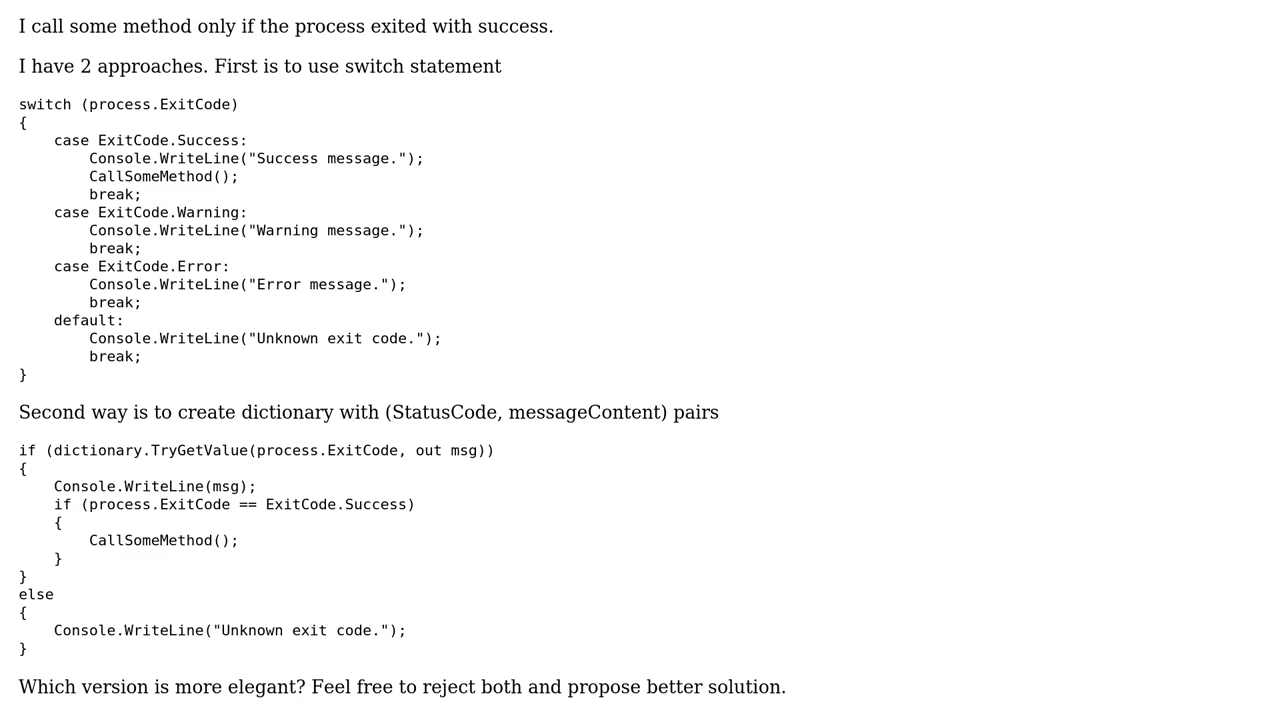 I call some method only if the process exited with success.
I have 2 approaches. First is to use switch statement
switch (process.ExitCode)
{
    case ExitCode.Success:
        Console.WriteLine("Success message.");
        CallSomeMethod();
        break;
    case ExitCode.Warning:
        Console.WriteLine("Warning message.");
        break;
    case ExitCode.Error:
        Console.WriteLine("Error message.");
        break;
    default:
        Console.WriteLine("Unknown exit code.");
        break;
}
Second way is to create dictionary with (StatusCode, messageContent) pairs
if (dictionary.TryGetValue(process.ExitCode, out msg))
{
    Console.WriteLine(msg);
    if (process.ExitCode == ExitCode.Success)
    {
        CallSomeMethod();
    }
}
else
{
    Console.WriteLine("Unknown exit code.");
}
Which version is more elegant? Feel free to reject both and propose better solution.